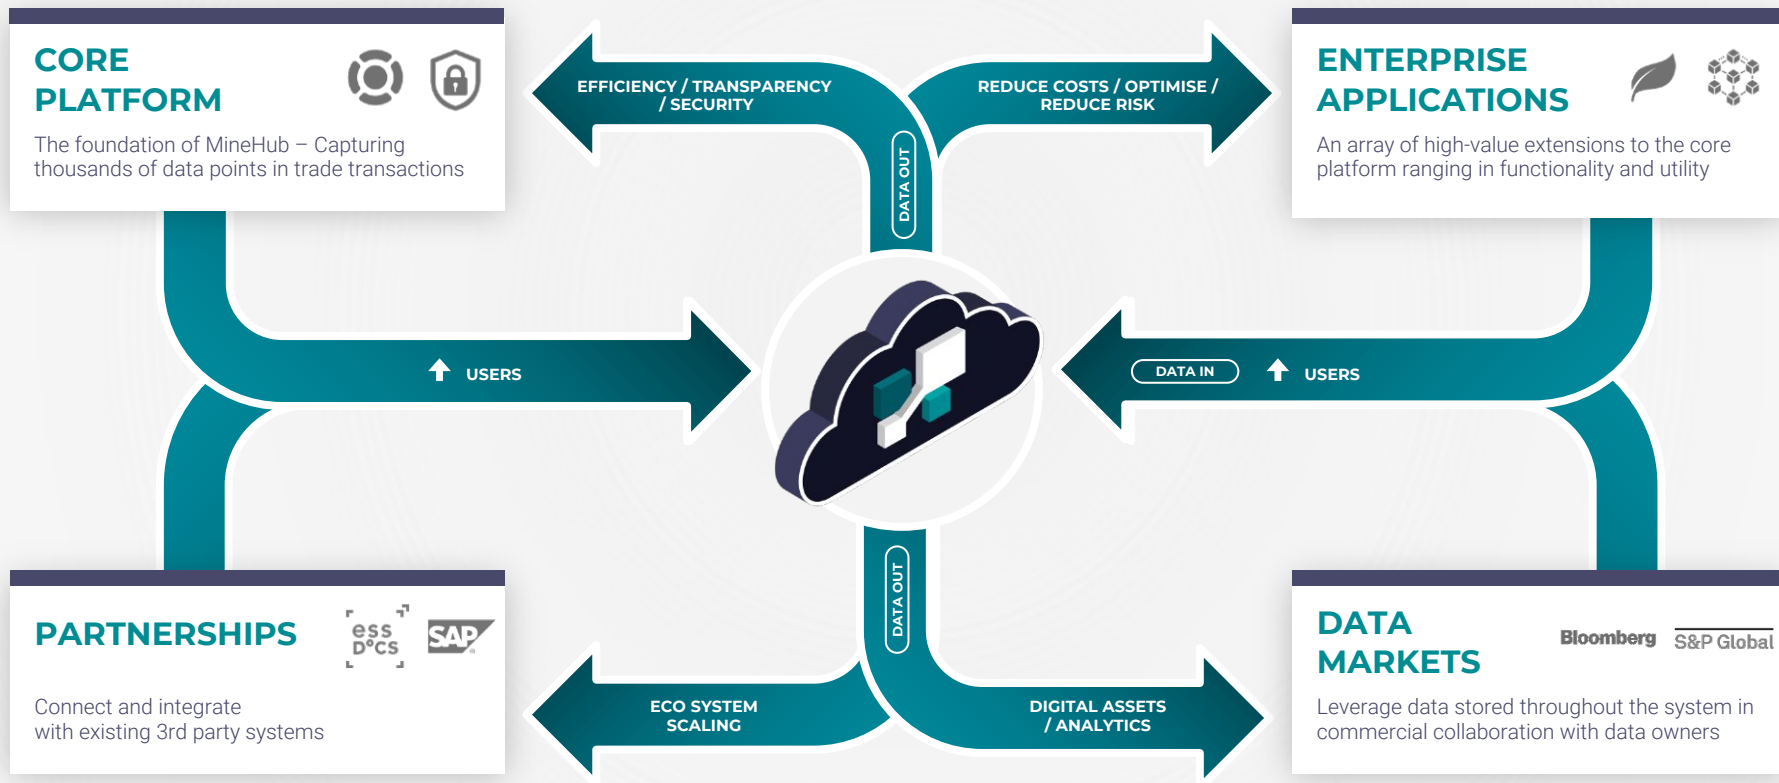 CORE
PLATFORM
The foundation of MineHub – Capturing
thousands of data points in trade transactions
EFFICIENCY / TRANSPARENCY
/ SECURITY
REDUCE COSTS / OPTIMISE /
REDUCE RISK
DATA OUT
ENTERPRISE
APPLICATIONS
An array of high-value extensions to the core
platform ranging in functionality and utility
USERS
DATA IN
USERS
PARTNERSHIPS
ess
D°CS
SAP
Connect and integrate
with existing 3rd party systems
DATA OUT
ECO SYSTEM
SCALING
DIGITAL ASSETS
/ ANALYTICS
DATA
MARKETS
Bloomberg
S&P Global
Leverage data stored throughout the system in
commercial collaboration with data owners